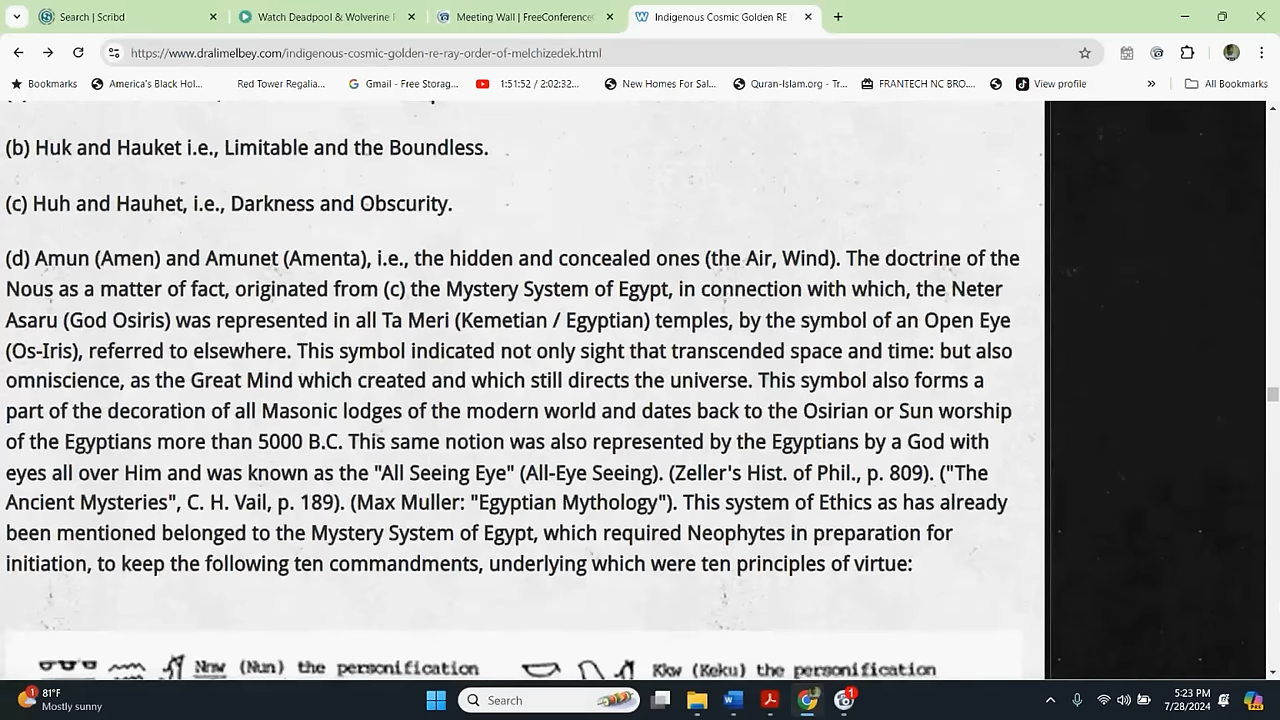 Search | Scribd
Watch Deadpool & Wolverine F
Meeting Wall | FreeConference
Indigenous Cosmic Golden RE
https://www.dralimelbey.com/indigenous-cosmic-golden-re-ray-order-of-melchizedek.html
Bookmarks America's Black Hol... Red Tower Regalia... Gmail - Free Storag... 1:51:52 / 2:02:32... New Homes For Sal... Quran-Islam.org - Tr... FRANTECH NC BRO.... View profile » All Bookmarks
(b) Huk and Hauket i.e., Limitable and the Boundless.
(c) Huh and Hauhet, i.e., Darkness and Obscurity.
(d) Amun (Amen) and Amunet (Amenta), i.e., the hidden and concealed ones (the Air, Wind). The doctrine of the
Nous as a matter of fact, originated from (c) the Mystery System of Egypt, in connection with which, the Neter
Asaru (God Osiris) was represented in all Ta Meri (Kemetian / Egyptian) temples, by the symbol of an Open Eye
(Os-Iris), referred to elsewhere. This symbol indicated not only sight that transcended space and time: but also
omniscience, as the Great Mind which created and which still directs the universe. This symbol also forms a
part of the decoration of all Masonic lodges of the modern world and dates back to the Osirian or Sun worship
of the Egyptians more than 5000 B.C. This same notion was also represented by the Egyptians by a God with
eyes all over Him and was known as the "All Seeing Eye" (All-Eye Seeing). (Zeller's Hist. of Phil., p. 809). ("The
Ancient Mysteries", C. H. Vail, p. 189). (Max Muller: "Egyptian Mythology"). This system of Ethics as has already
been mentioned belonged to the Mystery System of Egypt, which required Neophytes in preparation for
initiation, to keep the following ten commandments, underlying which were ten principles of virtue:
Nnw (Nun) the personification
Kkw (Keku) the personification
1
81°F
Mostly sunny
Search
1
5:23 PM
7/28/2024